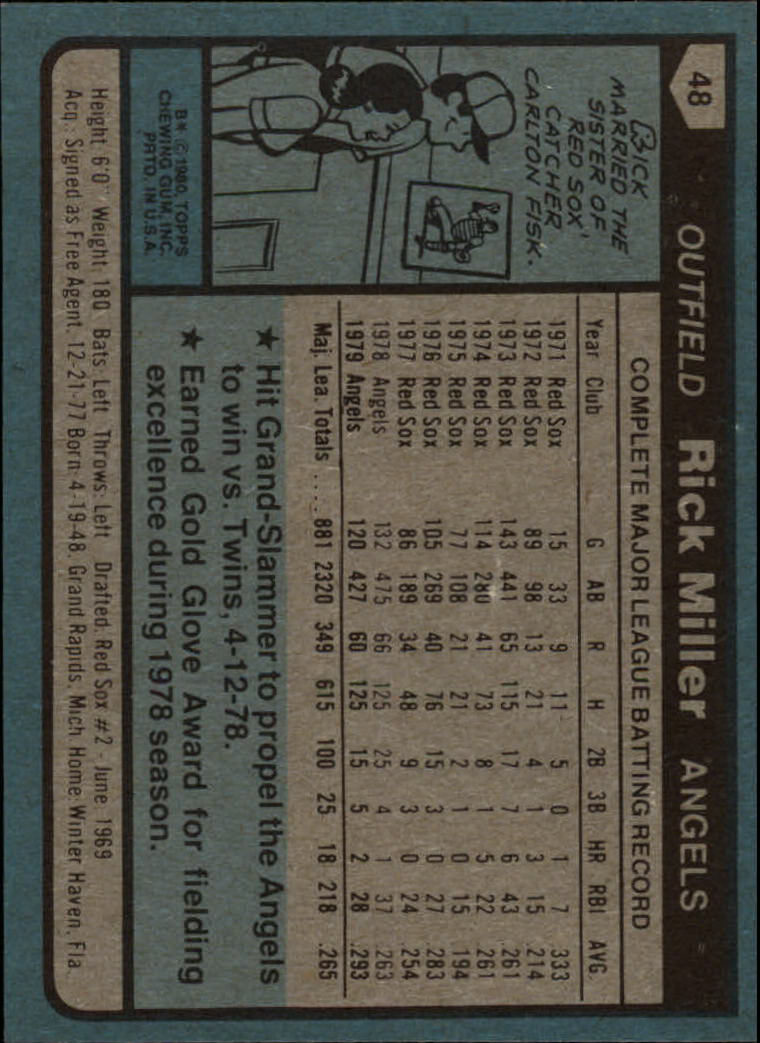 48 OUTFIELD Rick Miller ANGELS
RICK
MARRIED THE
SISTER OF
RED SOX'
CATCHER
CARLTON FISK.
B* © 1980, TOPPS
CHEWING GUM, INC.
PRTD. IN U.S.A.
COMPLETE MAJOR LEAGUE BATTING RECORD
Year Club G AB R H 2B 3B HR RBI AVG.
1971 Red Sox 15 33 9 11 5 0 1 7 .333
1972 Red Sox 89 98 13 21 4 1 3 15 .214
1973 Red Sox 143 441 65 115 17 7 6 43 .261
1974 Red Sox 114 280 41 73 8 1 5 22 .261
1975 Red Sox 77 108 21 21 2 1 0 15 .194
1976 Red Sox 105 269 40 76 15 3 0 27 .283
1977 Red Sox 86 189 34 48 9 3 0 24 .254
1978 Angels 132 475 66 125 25 4 1 37 .263
1979 Angels 120 427 60 125 15 5 2 28 .293
Maj. Lea. Totals .... 881 2320 349 615 100 25 18 218 .265
★ Hit Grand-Slammer to propel the Angels
to win vs. Twins, 4-12-78.
★ Earned Gold Glove Award for fielding
excellence during 1978 season.
Height: 6'0" Weight: 180 Bats: Left Throws: Left Drafted: Red Sox #2 - June 1969
Acq.: Signed as Free Agent, 12-21-77 Born: 4-19-48, Grand Rapids, Mich Home: Winter Haven, Fla.